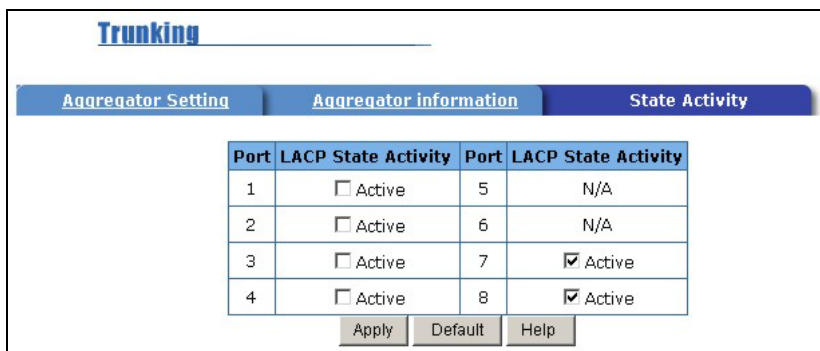 Trunking
Aggregator Setting Aggregator information State Activity
Port LACP State Activity Port LACP State Activity
1 Active 5 N/A
2 Active 6 N/A
3 Active 7 Active
4 Active 8 Active
Apply Default Help